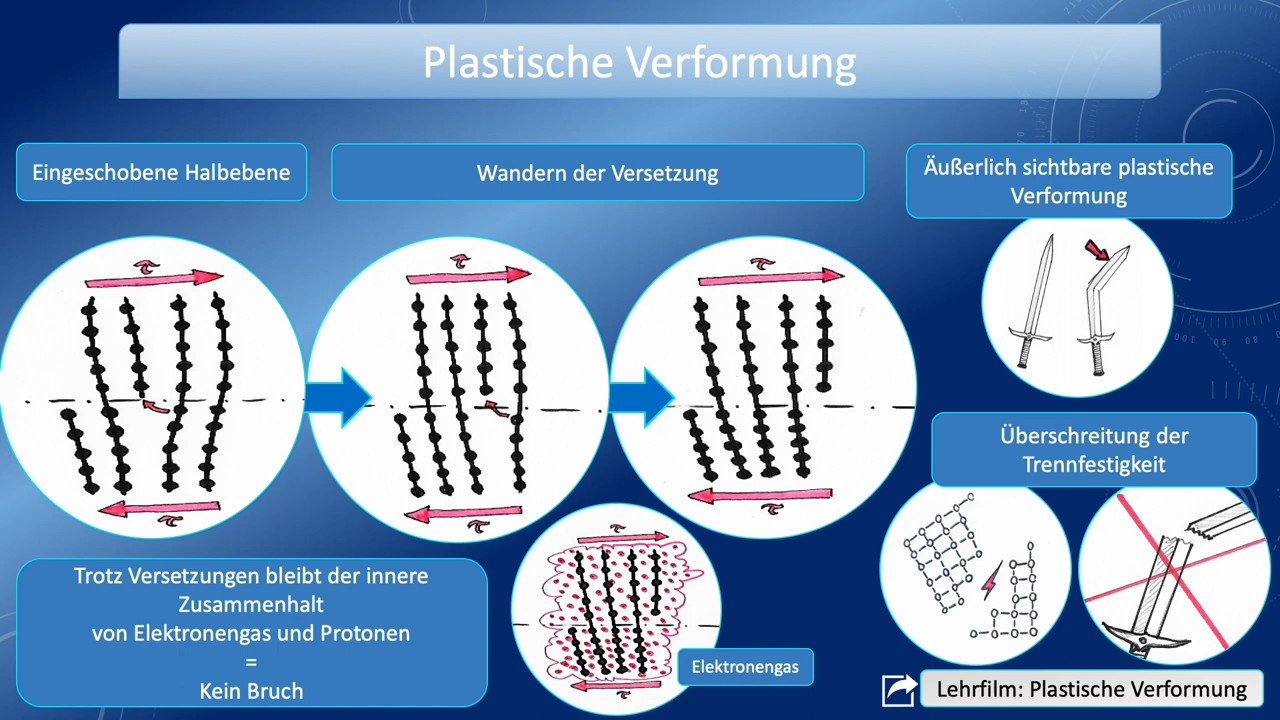 Plastische Verformung
Eingeschobene Halbebene
Wandern der Versetzung
Äußerlich sichtbare plastische
Verformung
τ
τ
τ
τ
τ
τ
Überschreitung der
Trennfestigkeit
τ
τ
Trotz Versetzungen bleibt der innere
Zusammenhalt
von Elektronengas und Protonen
=
Kein Bruch
Elektronengas
Lehrfilm: Plastische Verformung